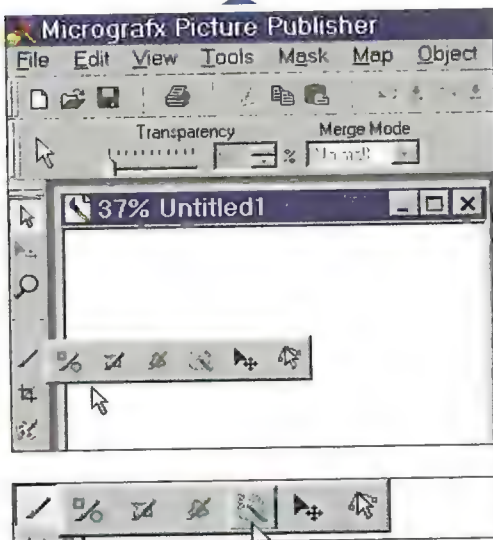 Micrografx Picture Publisher
File Edit View Tools Mask Map Object
Transparency Merge Mode
%
37% Untitled1